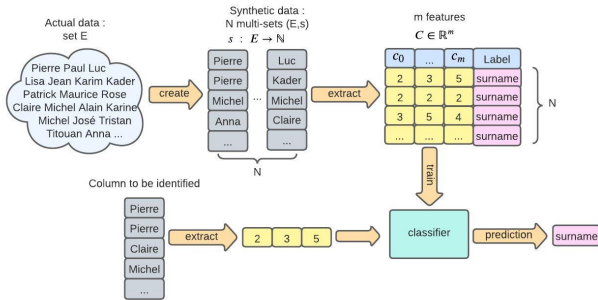 Actual data :
set E
Pierre Paul Luc
Lisa Jean Karim Kader
Patrick Maurice Rose
Claire Michel Alain Karine
Michel José Tristan
Titouan Anna ...
create
Synthetic data :
N multi-sets (E,s)
s : E → ℕ
Pierre
Pierre
Michel
Anna
...
...
Luc
Kader
Michel
Claire
...
N
extract
m features
C ∈ ℝᵐ
c₀ ... cₘ Label
2 3 5 surname
2 2 2 surname
3 5 4 surname
... ... ... surname
N
train
Column to be identified
Pierre
Pierre
Claire
Michel
...
extract
2 3 5
classifier
prediction
surname